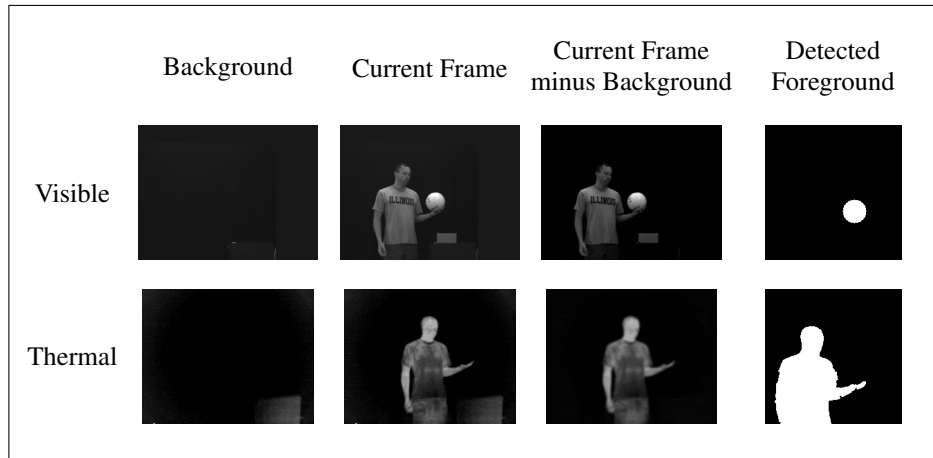 Background
Current Frame
Current Frame
minus Background
Detected
Foreground
Visible
ILLINOIS
ILLINOIS
Thermal